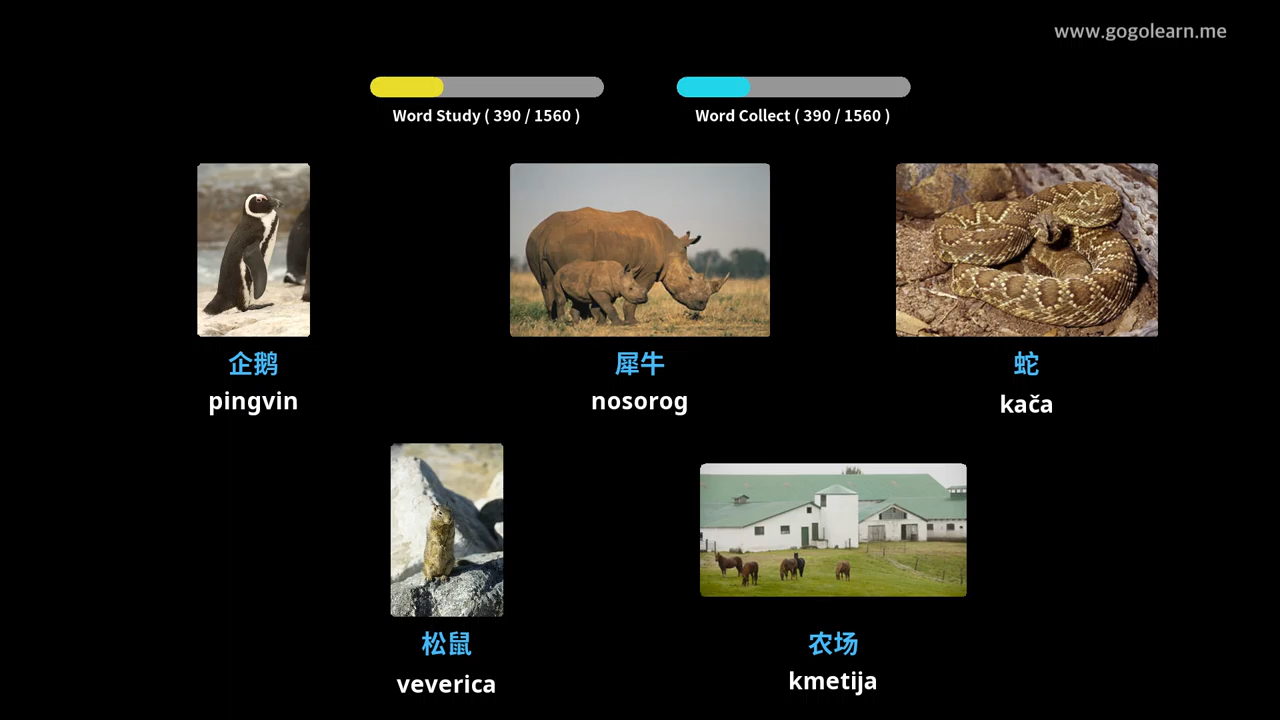 www.gogolearn.me
Word Study ( 390 / 1560 )
Word Collect ( 390 / 1560 )
企鹅
pingvin
犀牛
nosorog
蛇
kača
松鼠
veverica
农场
kmetija